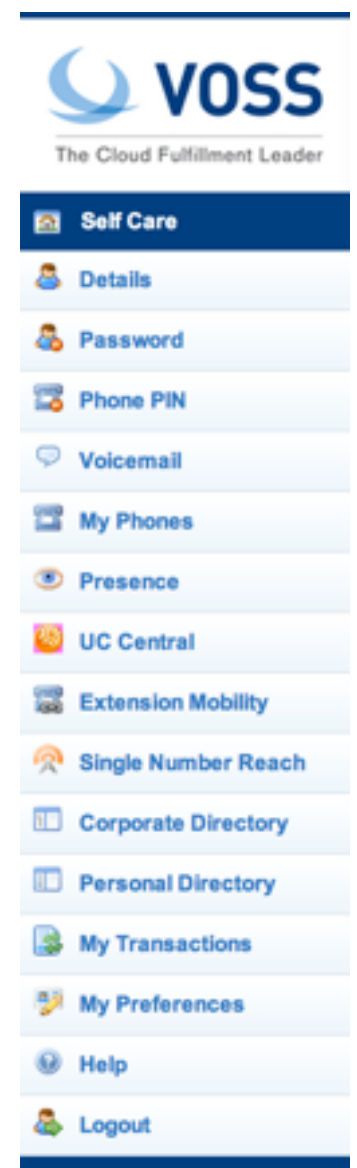 VOSS
The Cloud Fulfillment Leader
Self Care
Details
Password
Phone PIN
Voicemail
My Phones
Presence
UC Central
Extension Mobility
Single Number Reach
Corporate Directory
Personal Directory
My Transactions
My Preferences
Help
Logout